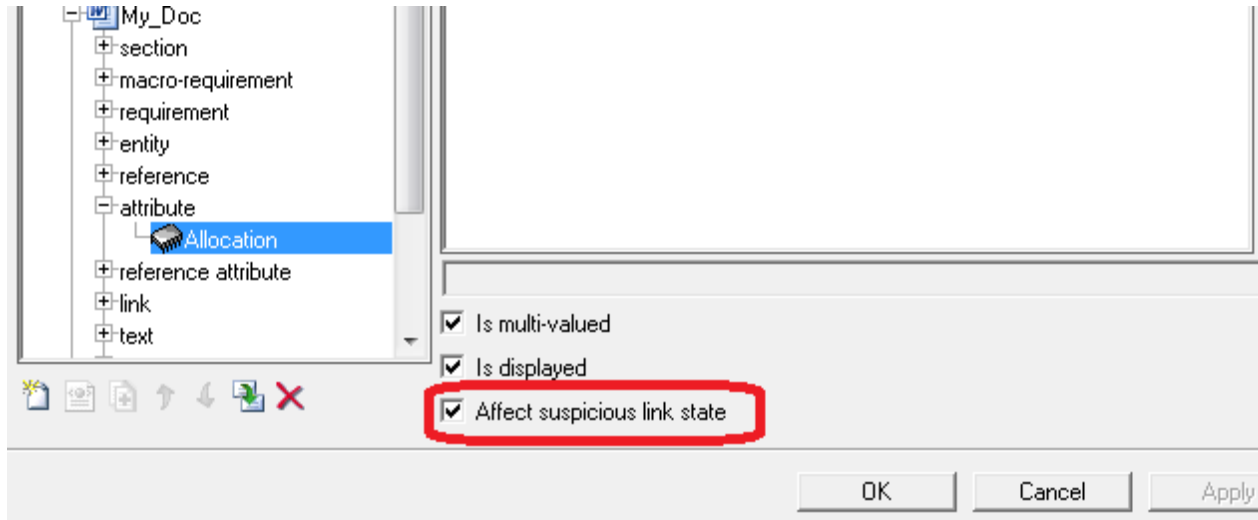 My_Doc
section
macro-requirement
requirement
entity
reference
attribute
Allocation
reference attribute
link
text
Is multi-valued
Is displayed
Affect suspicious link state
OK
Cancel
Apply